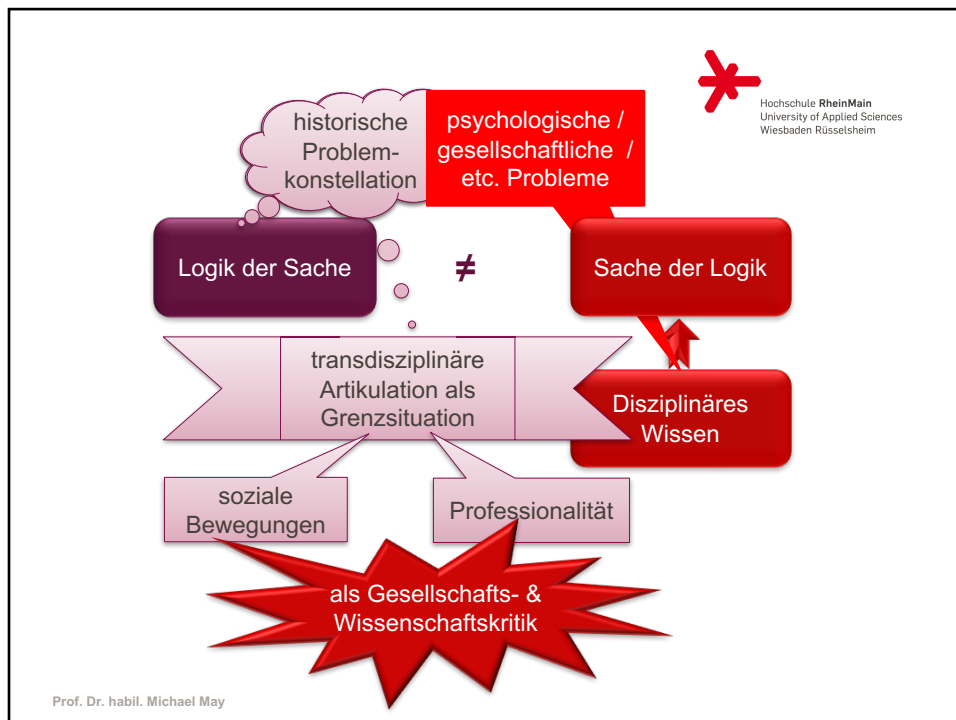 Hochschule RheinMain
University of Applied Sciences
Wiesbaden Rüsselsheim
historische
Problem-
konstellation
psychologische /
gesellschaftliche /
etc. Probleme
Logik der Sache
≠
Sache der Logik
transdisziplinäre
Artikulation als
Grenzsituation
Disziplinäres
Wissen
soziale
Bewegungen
Professionalität
als Gesellschafts- &
Wissenschaftskritik
Prof. Dr. habil. Michael May